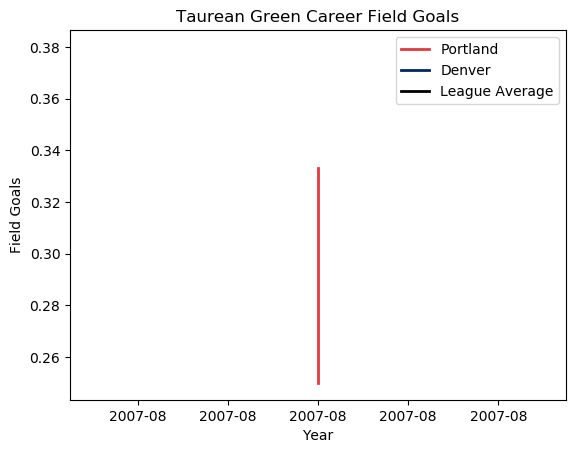 Taurean Green Career Field Goals
Portland
Denver
League Average
0.38
0.36
0.34
0.32
0.30
0.28
0.26
Field Goals
2007-08 2007-08 2007-08 2007-08 2007-08
Year